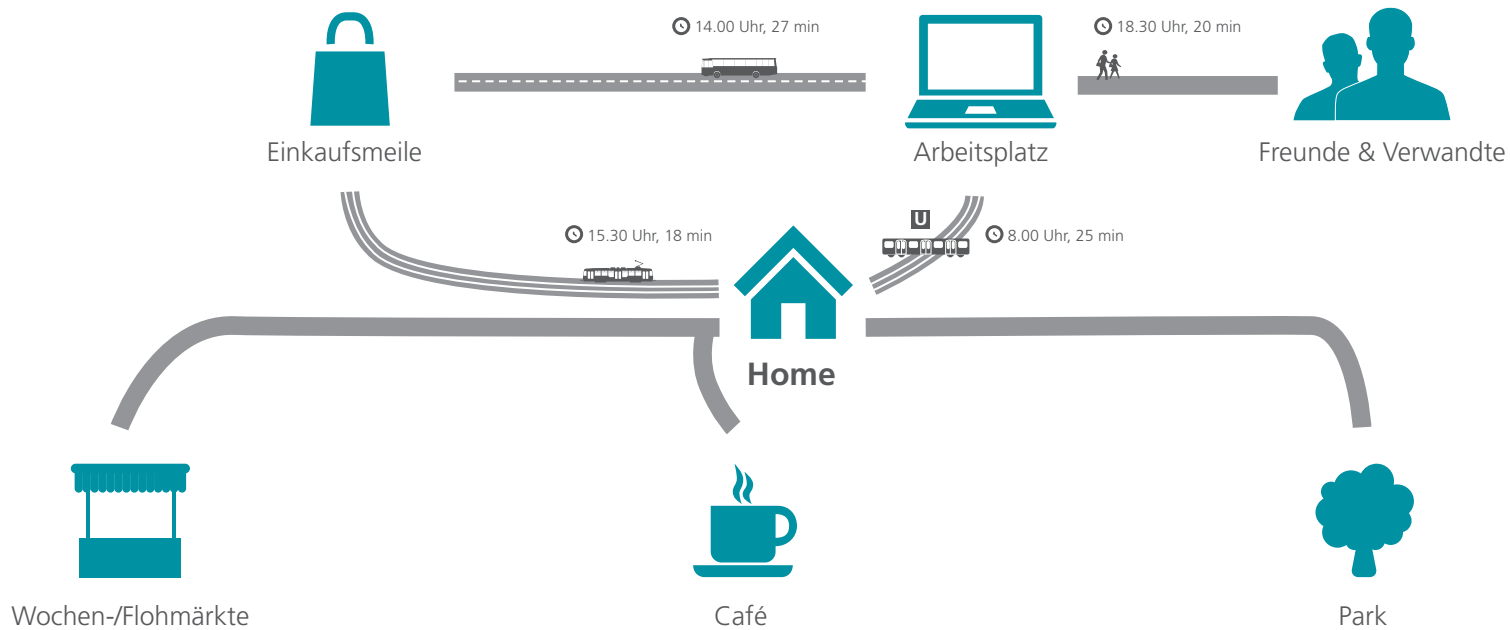 14.00 Uhr, 27 min
18.30 Uhr, 20 min
Einkaufsmeile
Arbeitsplatz
Freunde & Verwandte
U
15.30 Uhr, 18 min
8.00 Uhr, 25 min
Home
Wochen-/Flohmärkte
Café
Park